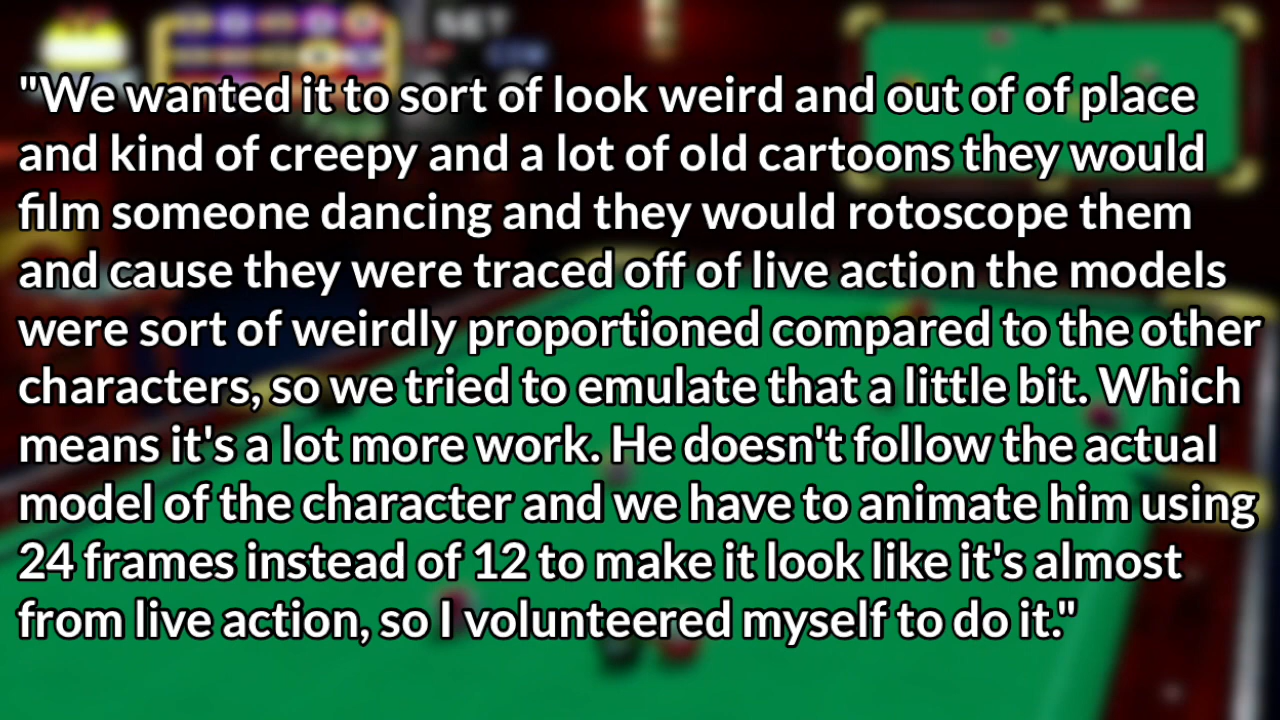 "We wanted it to sort of look weird and out of of place
and kind of creepy and a lot of old cartoons they would
film someone dancing and they would rotoscope them
and cause they were traced off of live action the models
were sort of weirdly proportioned compared to the other
characters, so we tried to emulate that a little bit. Which
means it's a lot more work. He doesn't follow the actual
model of the character and we have to animate him using
24 frames instead of 12 to make it look like it's almost
from live action, so I volunteered myself to do it."